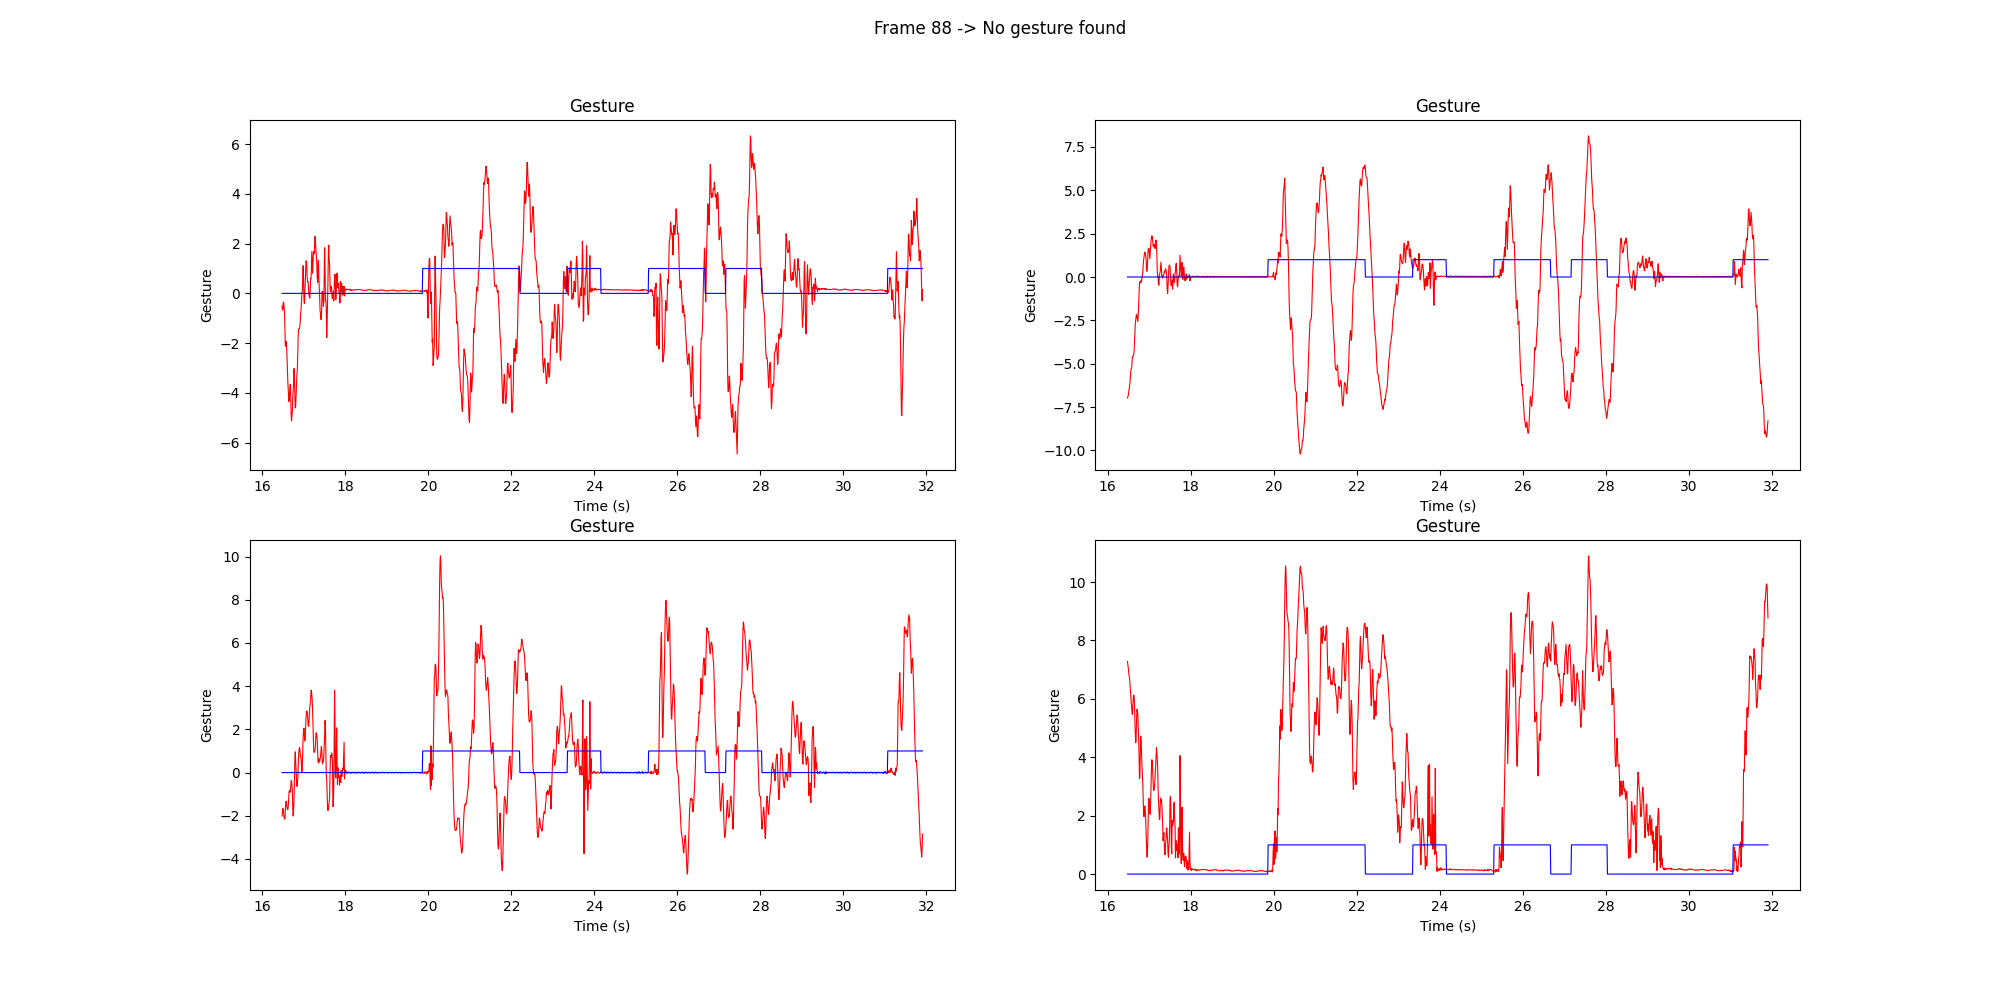 Frame 88 -> No gesture found
Gesture
Gesture
6
4
2
0
−2
−4
−6
16 18 20 22 24 26 28 30 32
Time (s)
Gesture
Gesture
7.5
5.0
2.5
0.0
−2.5
−5.0
−7.5
−10.0
16 18 20 22 24 26 28 30 32
Time (s)
Gesture
Gesture
10
8
6
4
2
0
−2
−4
16 18 20 22 24 26 28 30 32
Time (s)
Gesture
Gesture
10
8
6
4
2
0
16 18 20 22 24 26 28 30 32
Time (s)